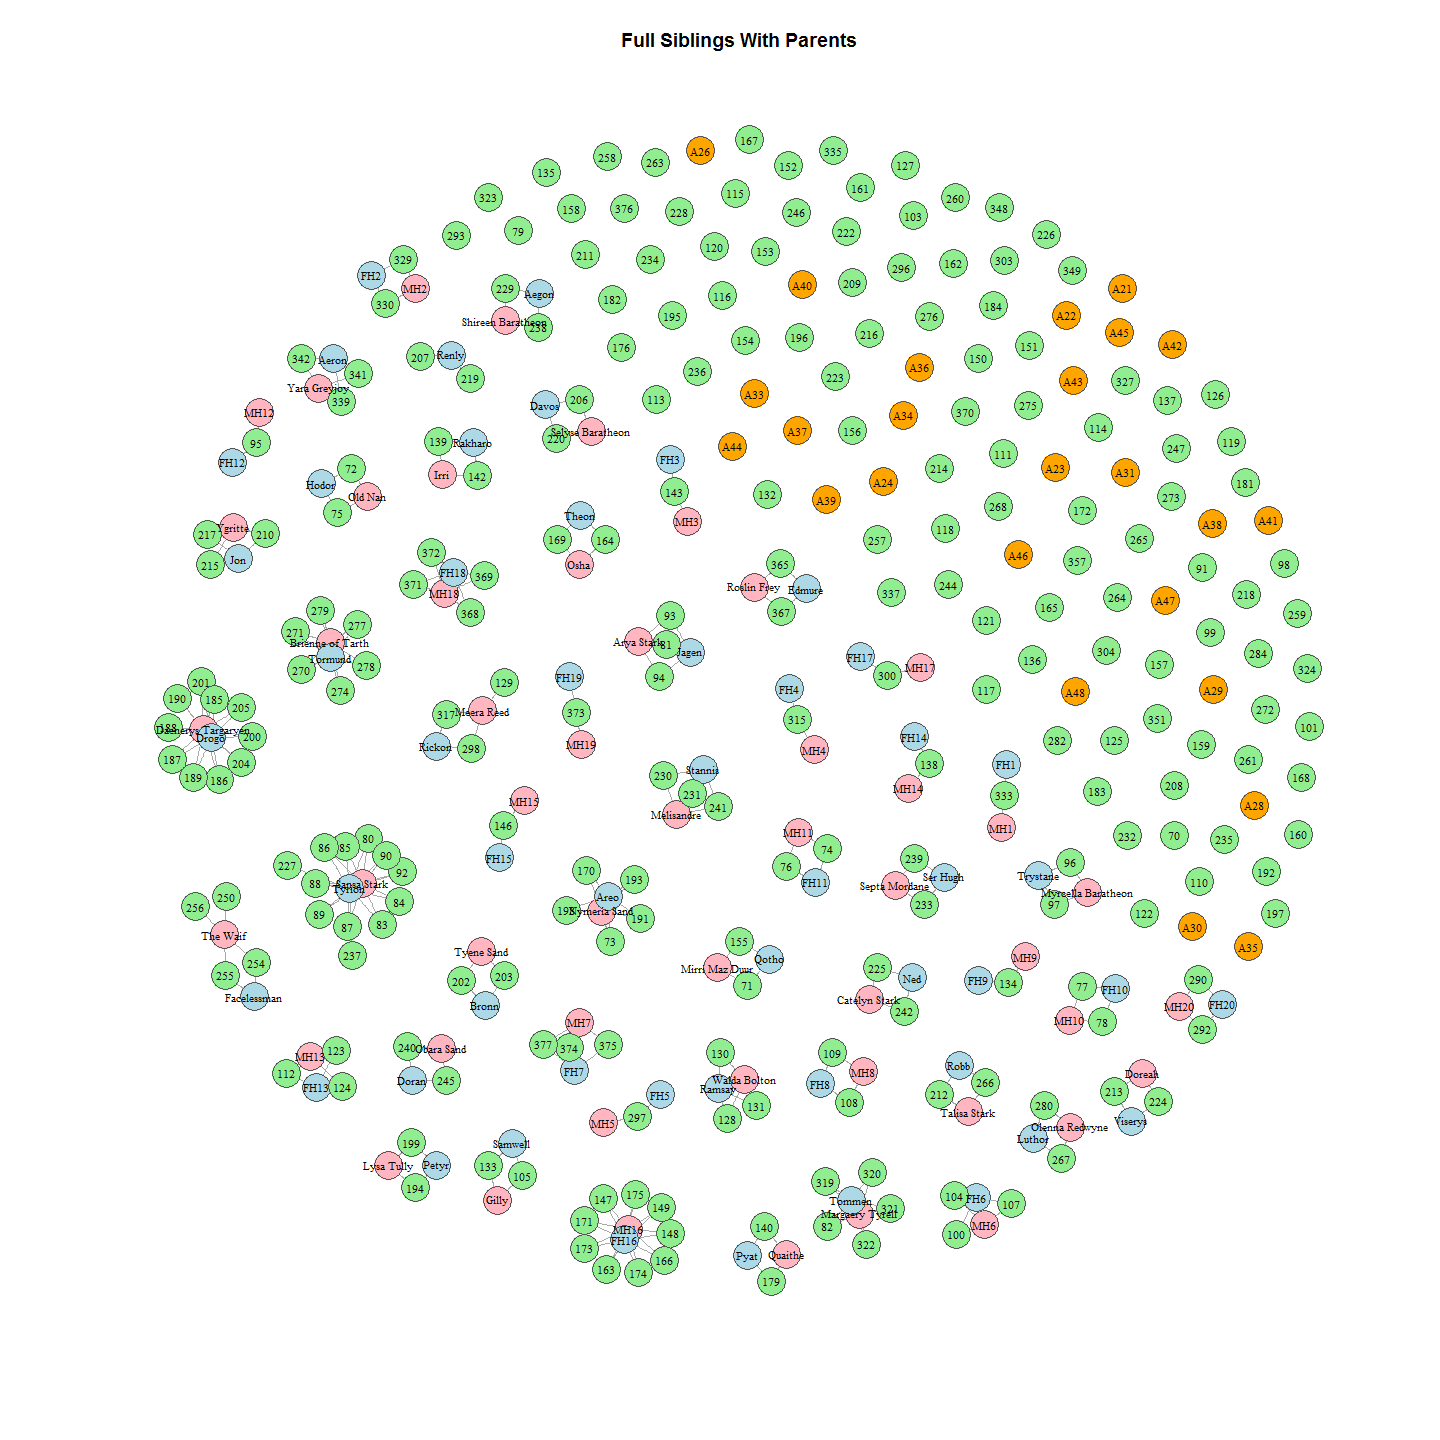 Full Siblings With Parents
167
A26
335
258
263
152
127
135
161
323
158
376
228
115
246
103
260
348
79
293
222
226
211
234
120
153
329
FH2
MH2
330
229
Aegon
Shireen Baratheon
238
182
195
116
A40
209
296
162
303
349
A21
276
184
A22
A45
A42
176
154
196
216
151
150
207
Renly
219
342
Aeron
341
Yara Greyjoy
339
236
223
A36
A43
327
137
126
113
A33
A34
370
275
114
Davos
206
220
Selyse Baratheon
MH12
95
FH12
A44
A37
156
247
119
139
Rakharo
Irri
142
FH3
143
MH3
111
214
A23
A31
181
72
Hodor
Old Nan
75
132
A39
A24
268
172
273
A38
A41
Ygritte
217
210
Jon
215
Theon
169
164
Osha
257
118
A46
265
357
91
98
372
FH18
369
371
MH18
368
365
Roslin Frey
Edmure
367
337
244
165
264
A47
218
259
279
277
271
Brienne of Tarth
Tormund
270
278
274
93
Arya Stark
81
Jagen
94
121
99
136
304
157
284
324
FH17
MH17
300
201
190
185
205
188
Daenerys Targaryen
Drogo
200
187
204
189
186
129
317
Meera Reed
Rickon
298
FH19
373
MH19
FH4
315
MH4
117
A48
A29
272
351
101
282
125
159
261
FH14
138
MH14
FH1
333
MH1
Stannis
230
231
241
Melisandre
168
183
208
A28
MH15
146
FH15
232
70
235
160
86
85
80
90
227
92
88
Sansa Stark
Tyrion
84
89
87
83
237
MH11
74
76
FH11
239
Ser Hugh
Septa Mordane
233
96
Trystane
Myrcella Baratheon
97
110
192
122
197
A30
A35
170
193
Areo
198
Nymeria Sand
191
73
250
256
The Waif
254
255
Facelessman
Tyene Sand
202
203
Bronn
155
Qotho
Mirri Maz Duur
71
225
Ned
Catelyn Stark
242
MH9
FH9
134
77
FH10
MH10
78
290
MH20
FH20
292
MH7
377
374
375
FH7
MH13
123
112
FH13
124
240
Obara Sand
Doran
245
130
Walda Bolton
Ramsay
131
128
109
MH8
FH8
108
Robb
266
212
Talisa Stark
Doreah
213
224
Viserys
FH5
297
MH5
280
Olenna Redwyne
Luthor
267
199
Lysa Tully
Petyr
194
Samwell
133
105
Gilly
147
175
149
171
MH16
FH16
148
173
166
163
174
319
320
Tommen
321
Margaery Tyrell
82
322
104
FH6
107
MH6
100
140
Pyat
Quaithe
179